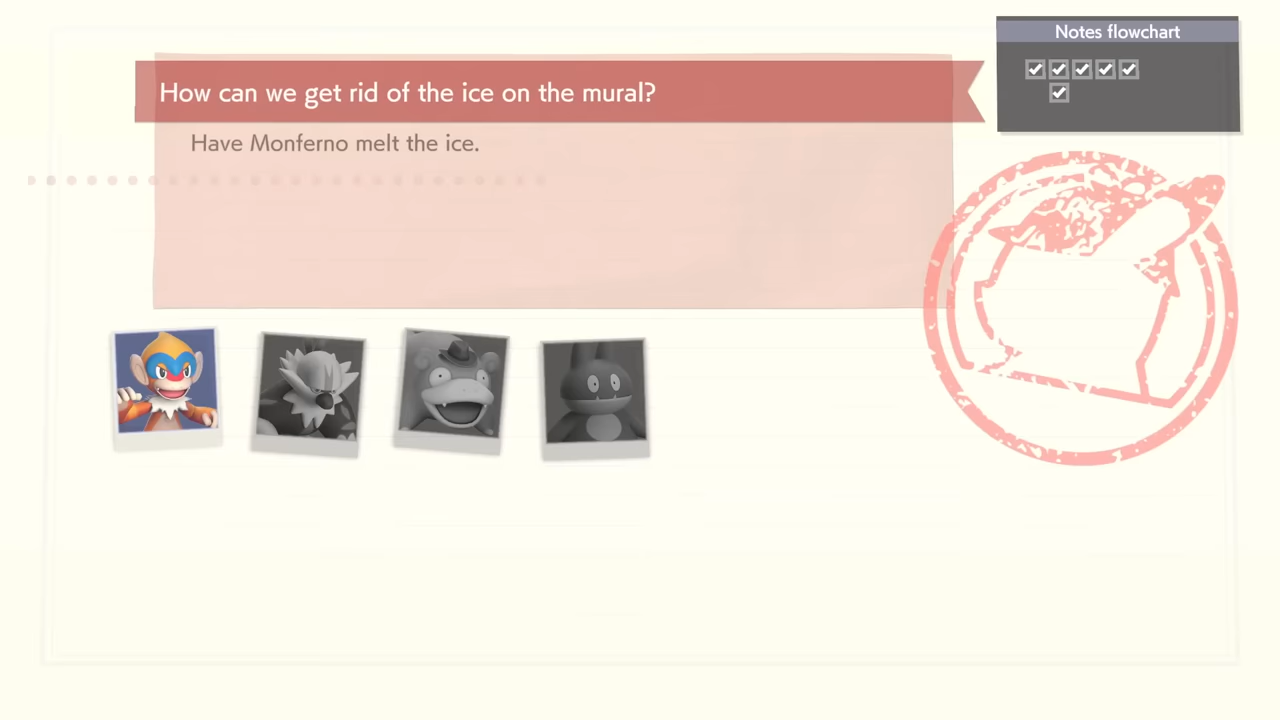 Notes flowchart
How can we get rid of the ice on the mural?
Have Monferno melt the ice.